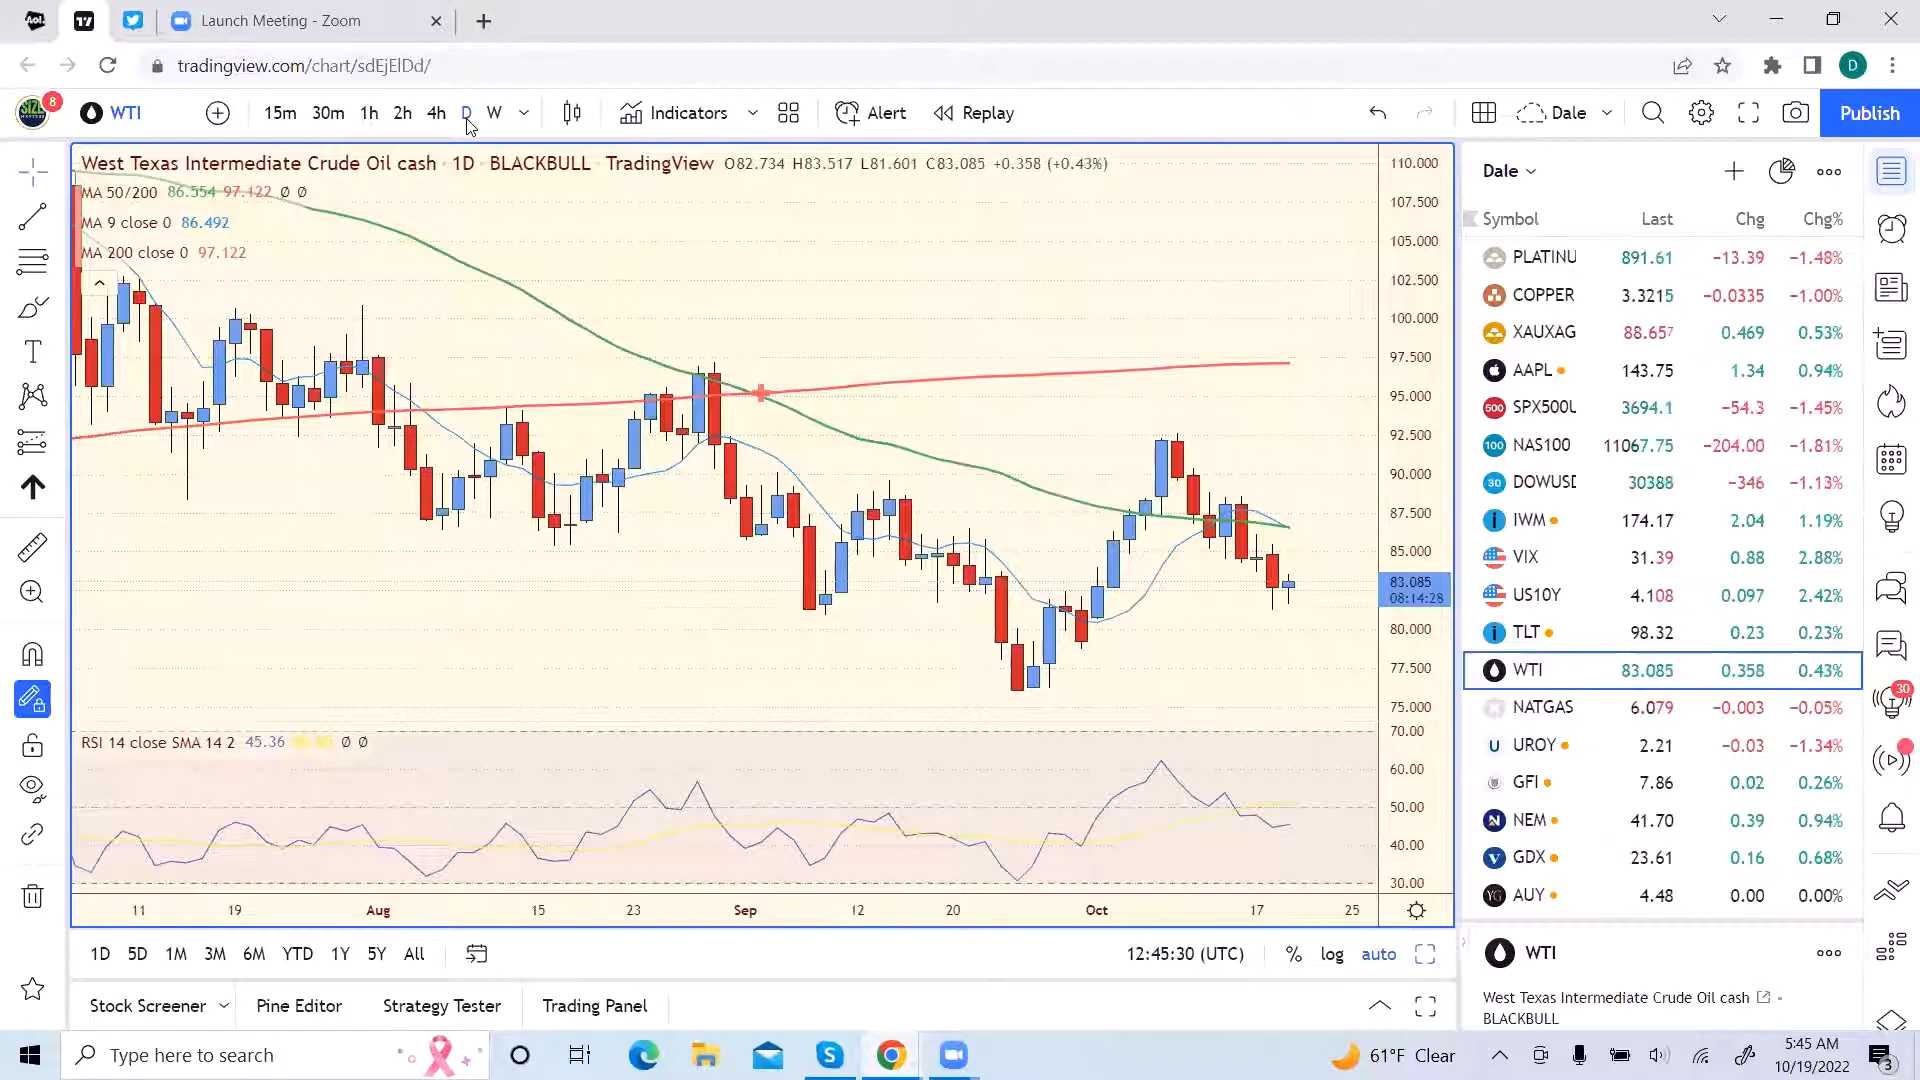 Launch Meeting - Zoom
tradingview.com/chart/sdEjElDd/
D
8
WTI
15m 30m 1h 2h 4h D W
Indicators
Alert
Replay
Dale
Publish
West Texas Intermediate Crude Oil cash · 1D · BLACKBULL · TradingView O82.734 H83.517 L81.601 C83.085 +0.358 (+0.43%)
MA 50/200 86.554 97.122 Ø Ø
MA 9 close 0 86.492
MA 200 close 0 97.122
110.000
107.500
105.000
102.500
100.000
97.500
95.000
92.500
90.000
87.500
85.000
83.085
08:14:28
80.000
77.500
75.000
RSI 14 close SMA 14 2 45.36 Ø Ø
70.00
60.00
50.00
40.00
30.00
11 19 Aug 15 23 Sep 12 20 Oct 17 25
1D 5D 1M 3M 6M YTD 1Y 5Y All
12:45:30 (UTC) % log auto
Stock Screener Pine Editor Strategy Tester Trading Panel
Dale
Symbol Last Chg Chg%
PLATINU 891.61 −13.39 −1.48%
COPPER 3.3215 −0.0335 −1.00%
XAUXAG 88.657 0.469 0.53%
AAPL 143.75 1.34 0.94%
500 SPX500U 3694.1 −54.3 −1.45%
100 NAS100 11067.75 −204.00 −1.81%
30 DOWUSD 30388 −346 −1.13%
IWM 174.17 2.04 1.19%
VIX 31.39 0.88 2.88%
US10Y 4.108 0.097 2.42%
TLT 98.32 0.23 0.23%
WTI 83.085 0.358 0.43%
NATGAS 6.079 −0.003 −0.05%
U UROY 2.21 −0.03 −1.34%
GFI 7.86 0.02 0.26%
N NEM 41.70 0.39 0.94%
V GDX 23.61 0.16 0.68%
YG AUY 4.48 0.00 0.00%
30
WTI
West Texas Intermediate Crude Oil cash
BLACKBULL
Type here to search
61°F Clear
5:45 AM
10/19/2022
3